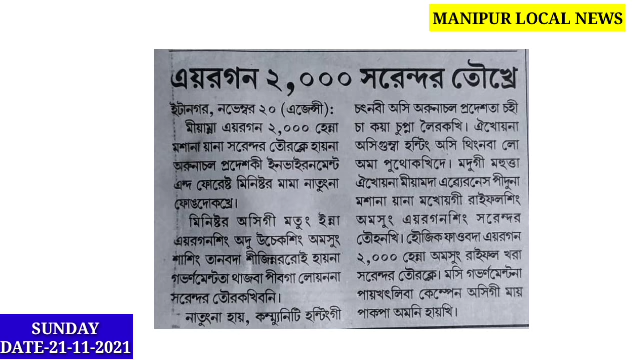 MANIPUR LOCAL NEWS
এয়রগন ২,০০০ সরেন্দর তৌখ্রে
ইটানগর, নভেম্বর ২০ (এজেন্সী):
মীয়াম্না এয়রগন ২,০০০ হেন্না
মশানা য়ানা সরেন্দর তৌরক্লে হায়না
অরুনাচল প্রদেশকী ইনভাইরনমেন্ট
এন্দ ফোরেষ্ট মিনিষ্টর মামা নাতুংনা
ফোঙদোকখ্রে।
মিনিষ্টর অসিগী মতুং ইন্না
এয়রগনশিং অদু উচেকশিং অমসুং
শাশিং তানবদা শীজিন্নররোই হায়না
গভর্ণমেন্টতা থাজবা পীবগা লোয়ননা
সরেন্দর তৌরকখিবনি।
নাতুংনা হায়, কম্যুনিটি হন্টিংগী
চৎনবী অসি অরুনাচল প্রদেশতা চহী
চা কয়া চুপ্না লৈরকখি। ঐখোয়না
অসিগুম্বা হন্টিং অসি থিংনবা লো
অমা পুথোকখিদে। মদুগী মহুত্তা
ঐখোয়না মীয়ামদা এৱেরনেস পীদুনা
মশানা য়ানা মখোয়গী রাইফলশিং
অমসুং এয়রগনশিং সরেন্দর
তৌহনখি। হৌজিক ফাওবদা এয়রগন
২,০০০ হেন্না অমসুং রাইফল খরা
সরেন্দর তৌরক্লে। মসি গভর্ণমেন্টনা
পায়খৎলিবা কেম্পেন অসিগী মায়
পাকপা অমনি হায়খি।
SUNDAY
DATE-21-11-2021